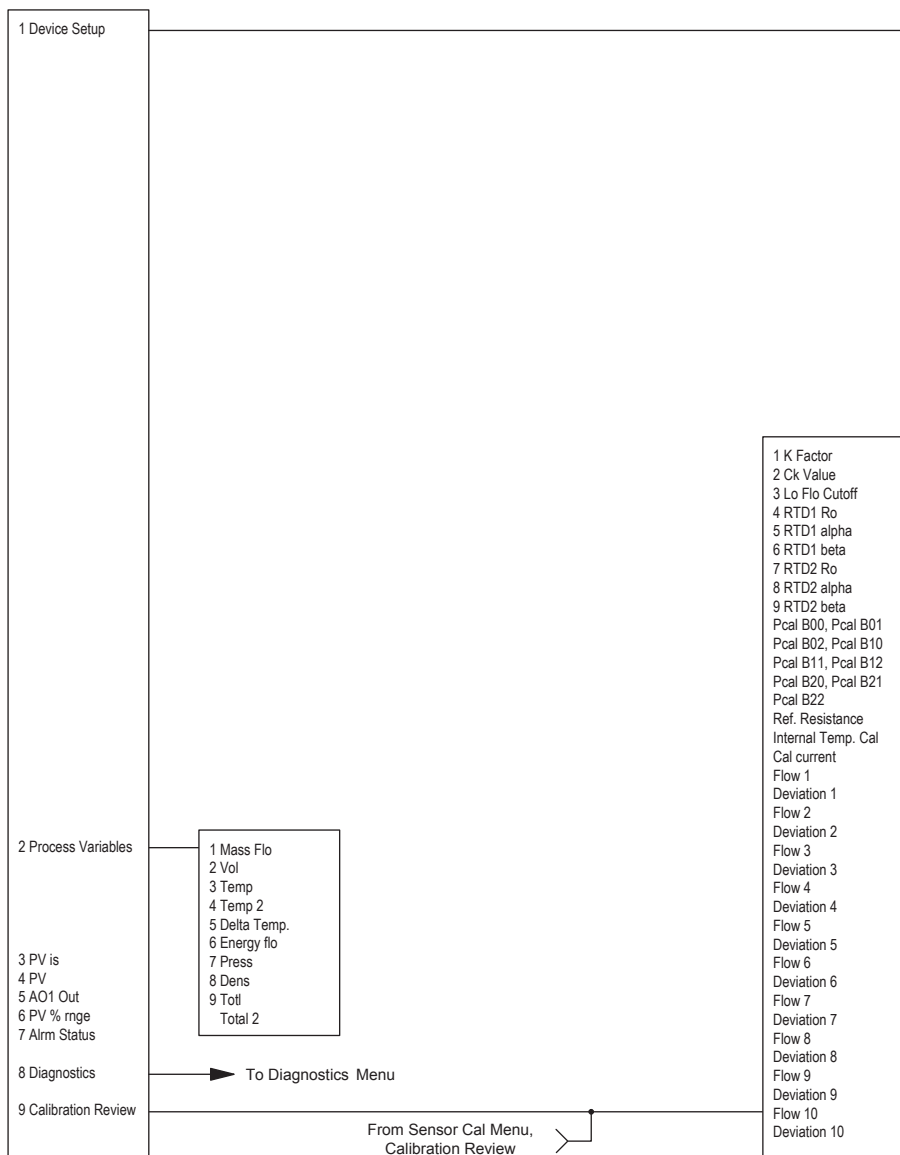 1 Device Setup
2 Process Variables
3 PV is
4 PV
5 AO1 Out
6 PV % rnge
7 Alrm Status
8 Diagnostics
9 Calibration Review
1 Mass Flo
2 Vol
3 Temp
4 Temp 2
5 Delta Temp.
6 Energy flo
7 Press
8 Dens
9 Totl
Total 2
To Diagnostics Menu
From Sensor Cal Menu,
Calibration Review
1 K Factor
2 Ck Value
3 Lo Flo Cutoff
4 RTD1 Ro
5 RTD1 alpha
6 RTD1 beta
7 RTD2 Ro
8 RTD2 alpha
9 RTD2 beta
Pcal B00, Pcal B01
Pcal B02, Pcal B10
Pcal B11, Pcal B12
Pcal B20, Pcal B21
Pcal B22
Ref. Resistance
Internal Temp. Cal
Cal current
Flow 1
Deviation 1
Flow 2
Deviation 2
Flow 3
Deviation 3
Flow 4
Deviation 4
Flow 5
Deviation 5
Flow 6
Deviation 6
Flow 7
Deviation 7
Flow 8
Deviation 8
Flow 9
Deviation 9
Flow 10
Deviation 10